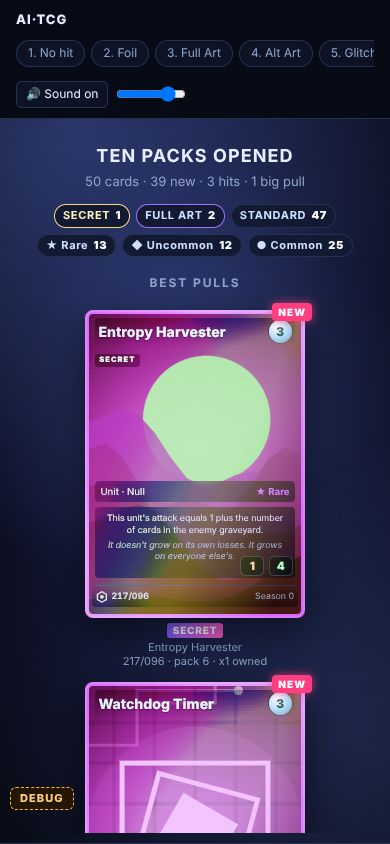 AI·TCG
1. No hit
2. Foil
3. Full Art
4. Alt Art
5. Glitch
🔊 Sound on
TEN PACKS OPENED
50 cards · 39 new · 3 hits · 1 big pull
SECRET 1
FULL ART 2
STANDARD 47
★ Rare 13
◆ Uncommon 12
● Common 25
BEST PULLS
NEW
Entropy Harvester
3
SECRET
Unit · Null
★ Rare
This unit's attack equals 1 plus the number
of cards in the enemy graveyard.
It doesn't grow on its own losses. It grows
on everyone else's.
1
4
217/096
Season 0
SECRET
Entropy Harvester
217/096 · pack 6 · x1 owned
NEW
Watchdog Timer
3
DEBUG